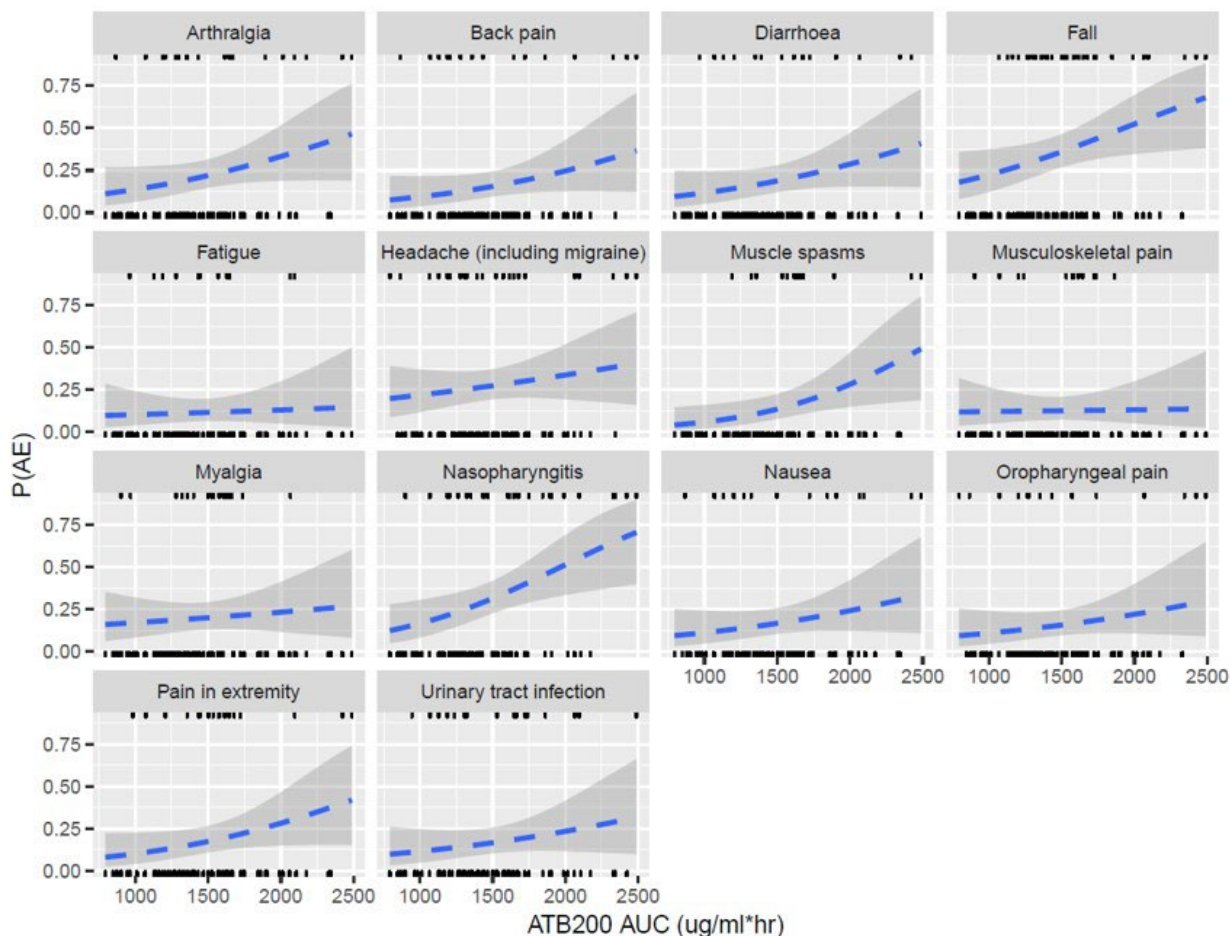 Arthralgia
Back pain
Diarrhoea
Fall
0.75
0.50
0.25
0.00
Fatigue
Headache (including migraine)
Muscle spasms
Musculoskeletal pain
0.75
0.50
0.25
0.00
P(AE)
Myalgia
Nasopharyngitis
Nausea
Oropharyngeal pain
0.75
0.50
0.25
0.00
1000 1500 2000 2500 1000 1500 2000 2500
Pain in extremity
Urinary tract infection
0.75
0.50
0.25
0.00
1000 1500 2000 2500 1000 1500 2000 2500
ATB200 AUC (ug/ml*hr)